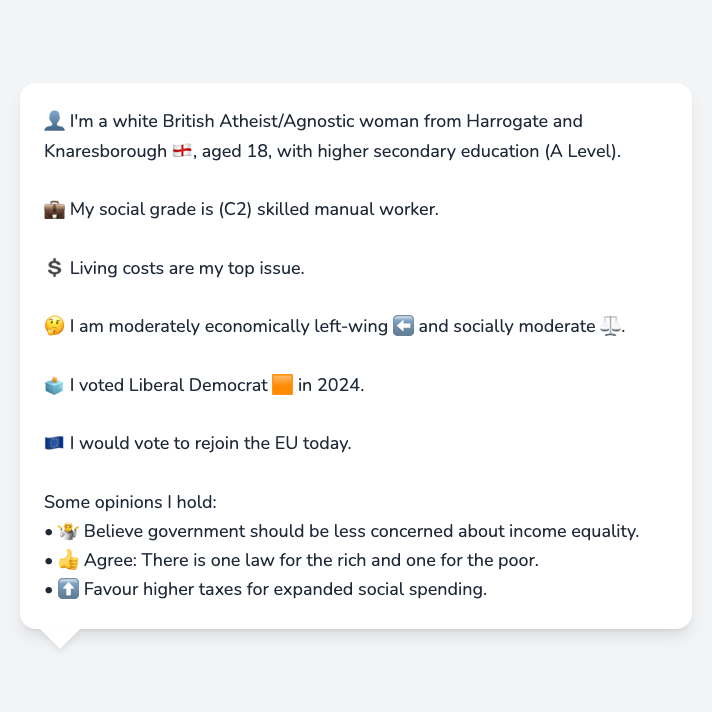 👤 I'm a white British Atheist/Agnostic woman from Harrogate and
Knaresborough 🏴󠁧󠁢󠁥󠁮󠁧󠁿, aged 18, with higher secondary education (A Level).
💼 My social grade is (C2) skilled manual worker.
💲 Living costs are my top issue.
🤔 I am moderately economically left-wing ⬅️ and socially moderate ⚖️.
🗳️ I voted Liberal Democrat 🟧 in 2024.
🇪🇺 I would vote to rejoin the EU today.
Some opinions I hold:
• 🤷 Believe government should be less concerned about income equality.
• 👍 Agree: There is one law for the rich and one for the poor.
• ⬆️ Favour higher taxes for expanded social spending.